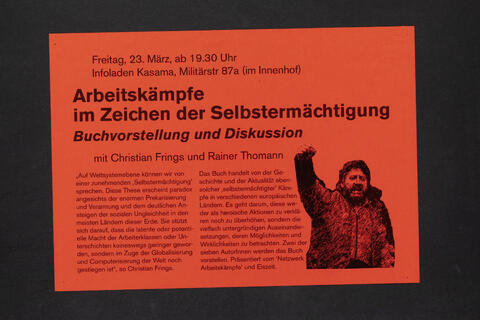 Freitag, 23. März, ab 19.30 Uhr
Infoladen Kasama, Militärstr 87a (im Innenhof)
Arbeitskämpfe
im Zeichen der Selbstermächtigung
Buchvorstellung und Diskussion
mit Christian Frings und Rainer Thomann
„Auf Weltsystemebene können wir von
einer zunehmenden ‚Selbstermächtigung'
sprechen. Diese These erscheint paradox
angesichts der enormen Prekarisierung
und Verarmung und dem deutlichen An-
steigen der sozialen Ungleichheit in den
meisten Ländern dieser Erde. Sie stützt
sich darauf, dass die latente oder potenti-
elle Macht der Arbeiterklassen oder Un-
terschichten keineswegs geringer gewor-
den, sondern im Zuge der Globalisierung
und Computerisierung der Welt noch
gestiegen ist", so Christian Frings.
Das Buch handelt von der Ge-
schichte und der Aktualität eben-
solcher ‚selbstermächtigter' Käm-
pfe in verschiedenen europäischen
Ländern. Es geht darum, diese we-
der als heroische Aktionen zu verklä-
ren noch zu überhöhen, sondern die
vielfach untergründigen Auseinander-
setzungen, deren Möglichkeiten und
Wirklichkeiten zu betrachten. Zwei der
sieben AutorInnen werden das Buch
vorstellen. Präsentiert vom ‚Netzwerk
Arbeitskämpfe' und Eiszeit.